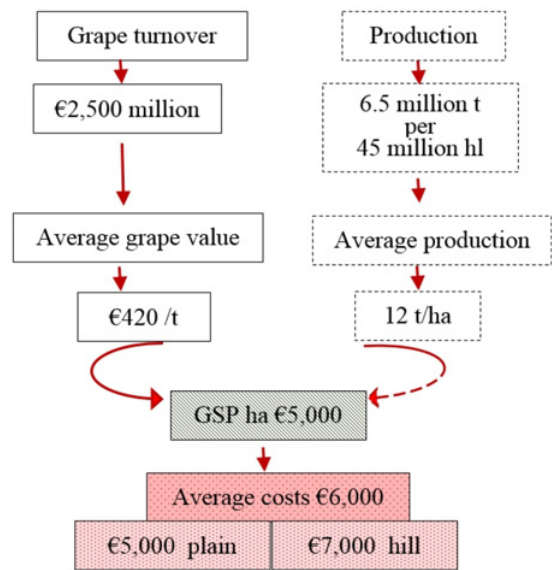 Grape turnover
€2,500 million
Average grape value
€420 /t
Production
6.5 million t
per
45 million hl
Average production
12 t/ha
GSP ha €5,000
Average costs €6,000
€5,000 plain
€7,000 hill